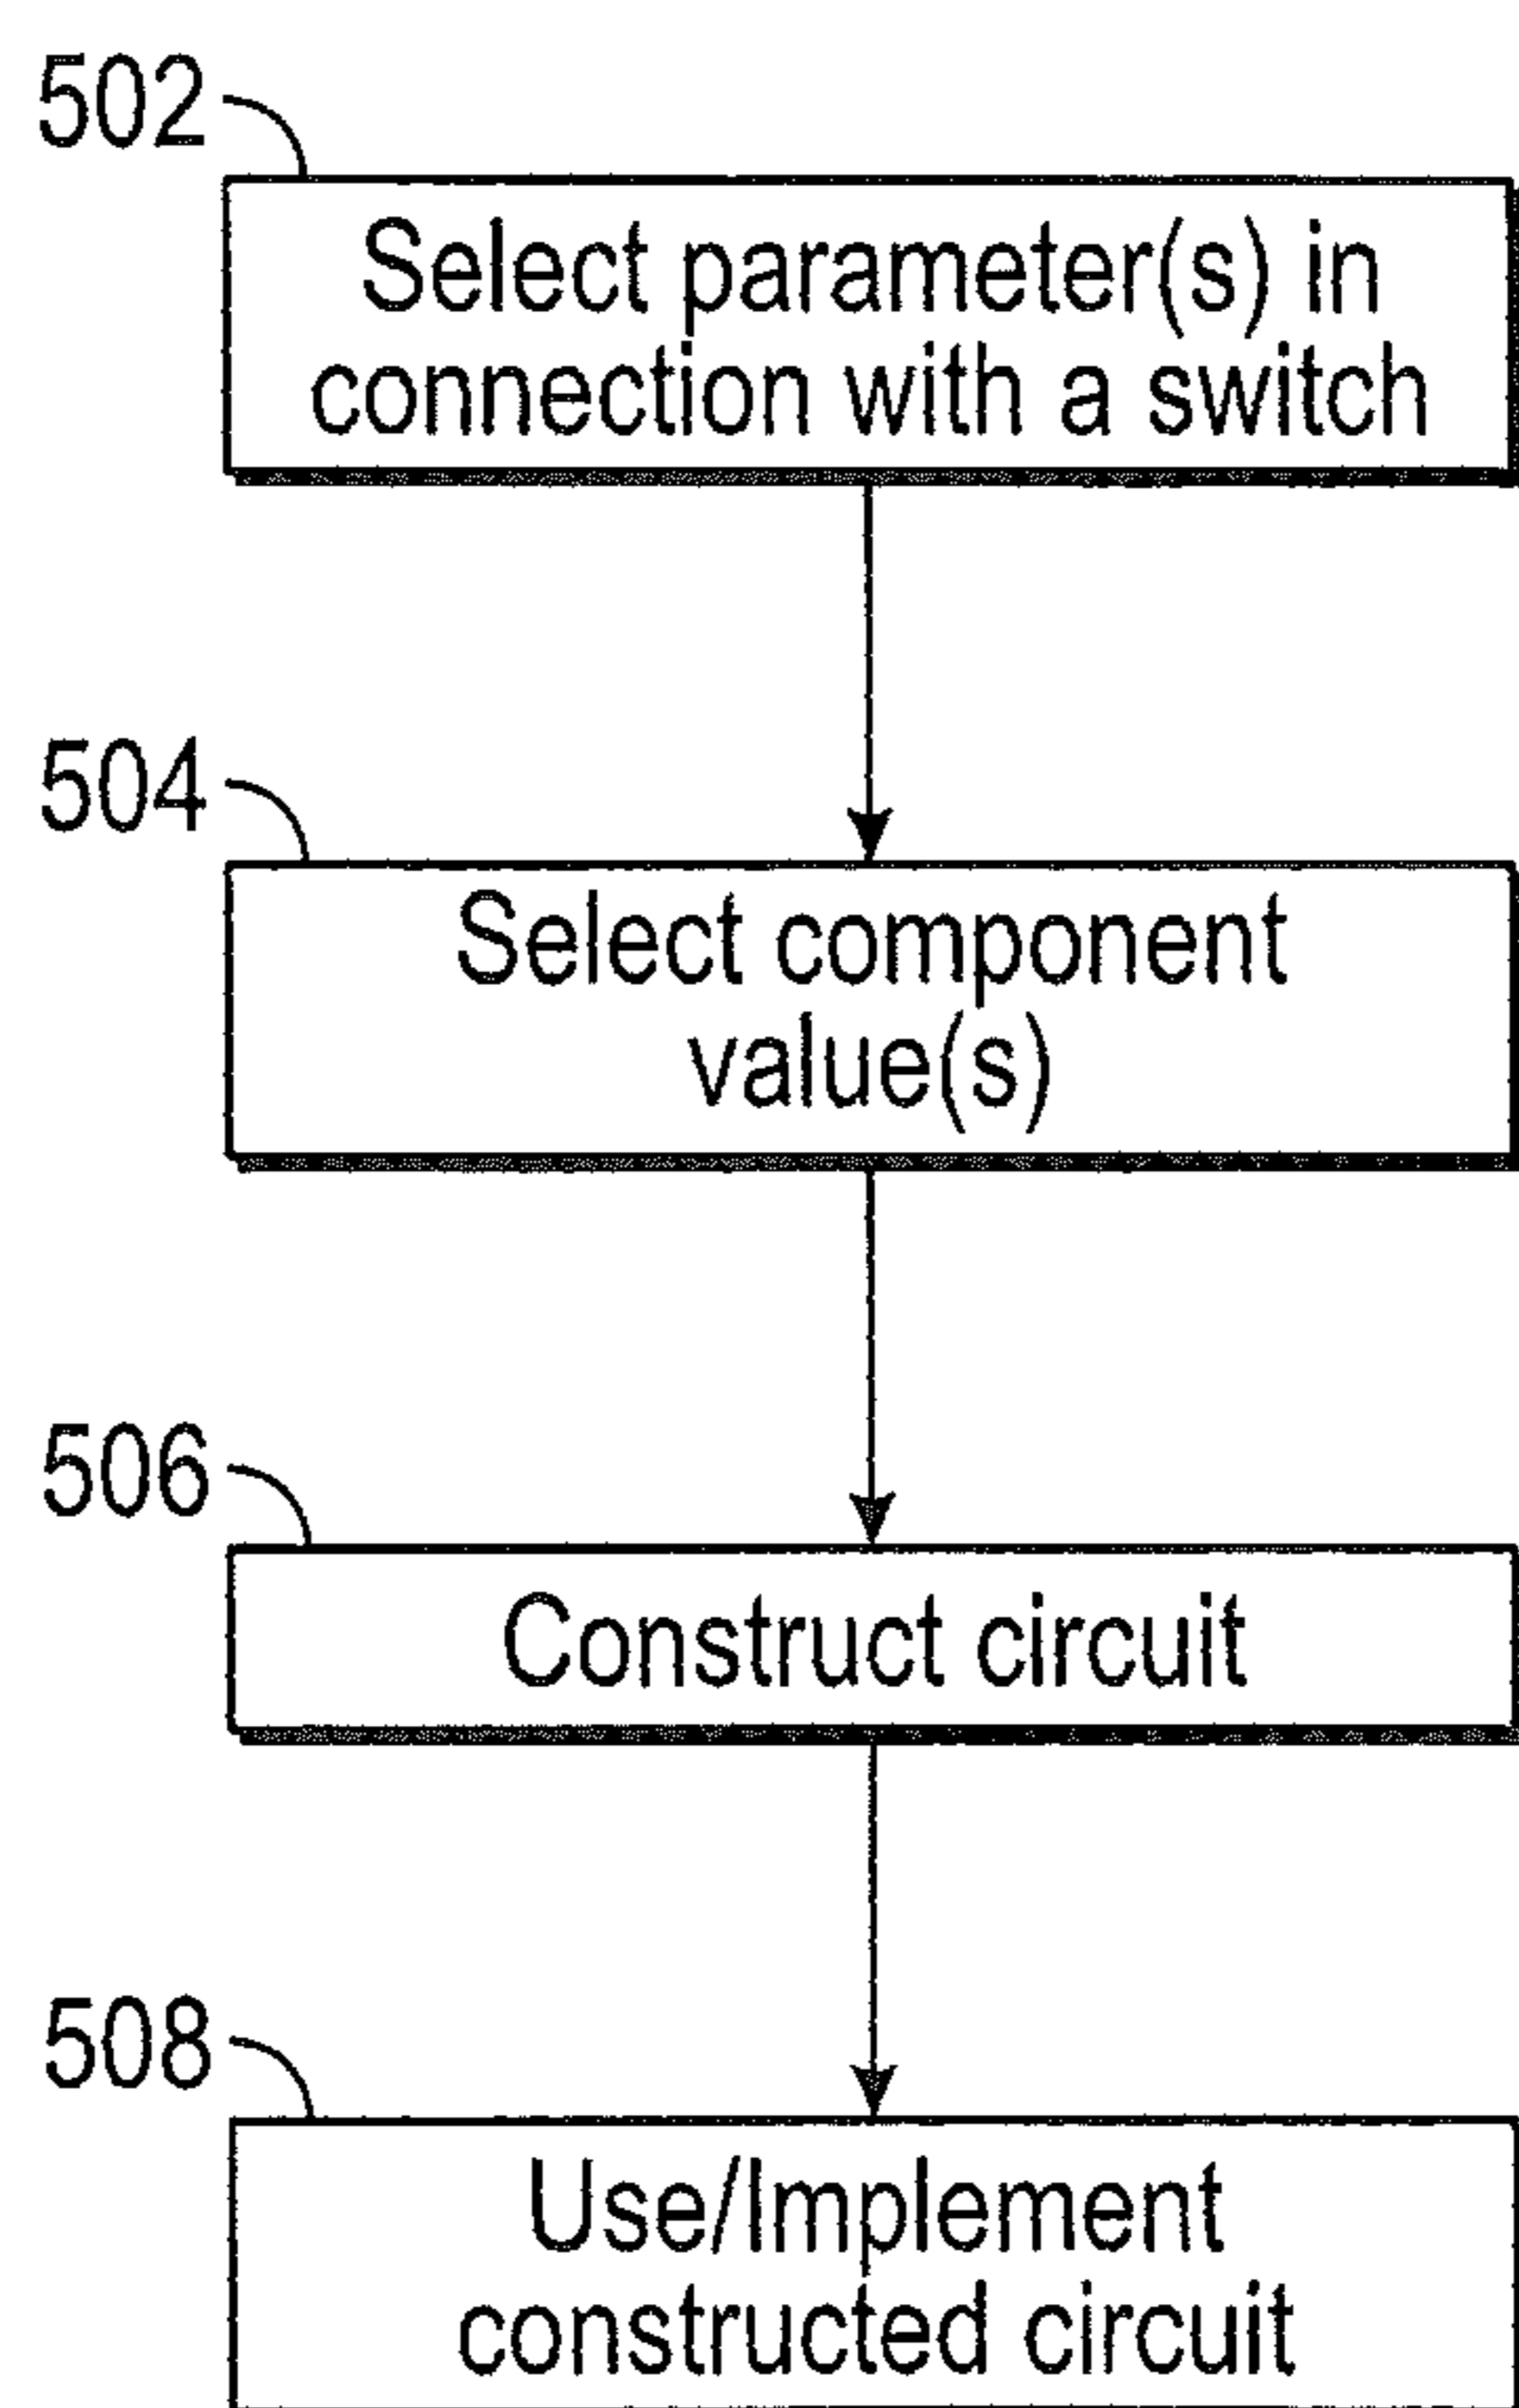 502
Select parameter(s) in
connection with a switch
504
Select component
value(s)
506
Construct circuit
508
Use/Implement
constructed circuit